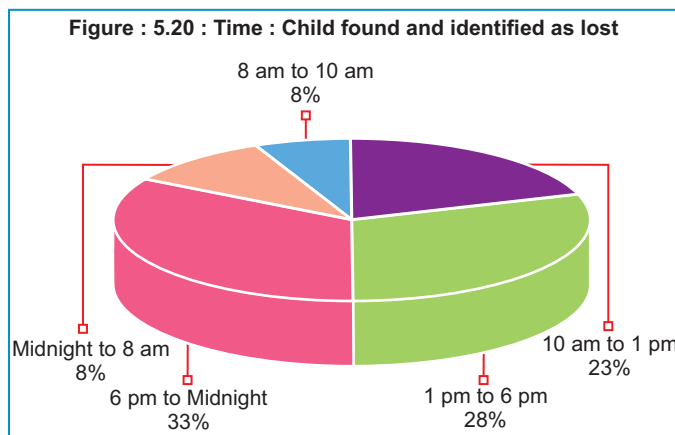 Figure : 5.20 : Time : Child found and identified as lost
8 am to 10 am
8%
Midnight to 8 am
8%
10 am to 1 pm
23%
6 pm to Midnight
33%
1 pm to 6 pm
28%